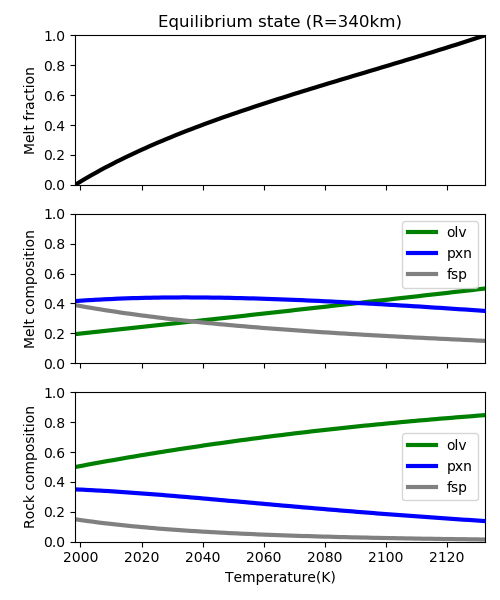 Equilibrium state (R=340km)
Melt fraction
1.0
0.8
0.6
0.4
0.2
0.0
Melt composition
1.0
0.8
0.6
0.4
0.2
0.0
olv
pxn
fsp
Rock composition
1.0
0.8
0.6
0.4
0.2
0.0
olv
pxn
fsp
2000 2020 2040 2060 2080 2100 2120
Temperature(K)